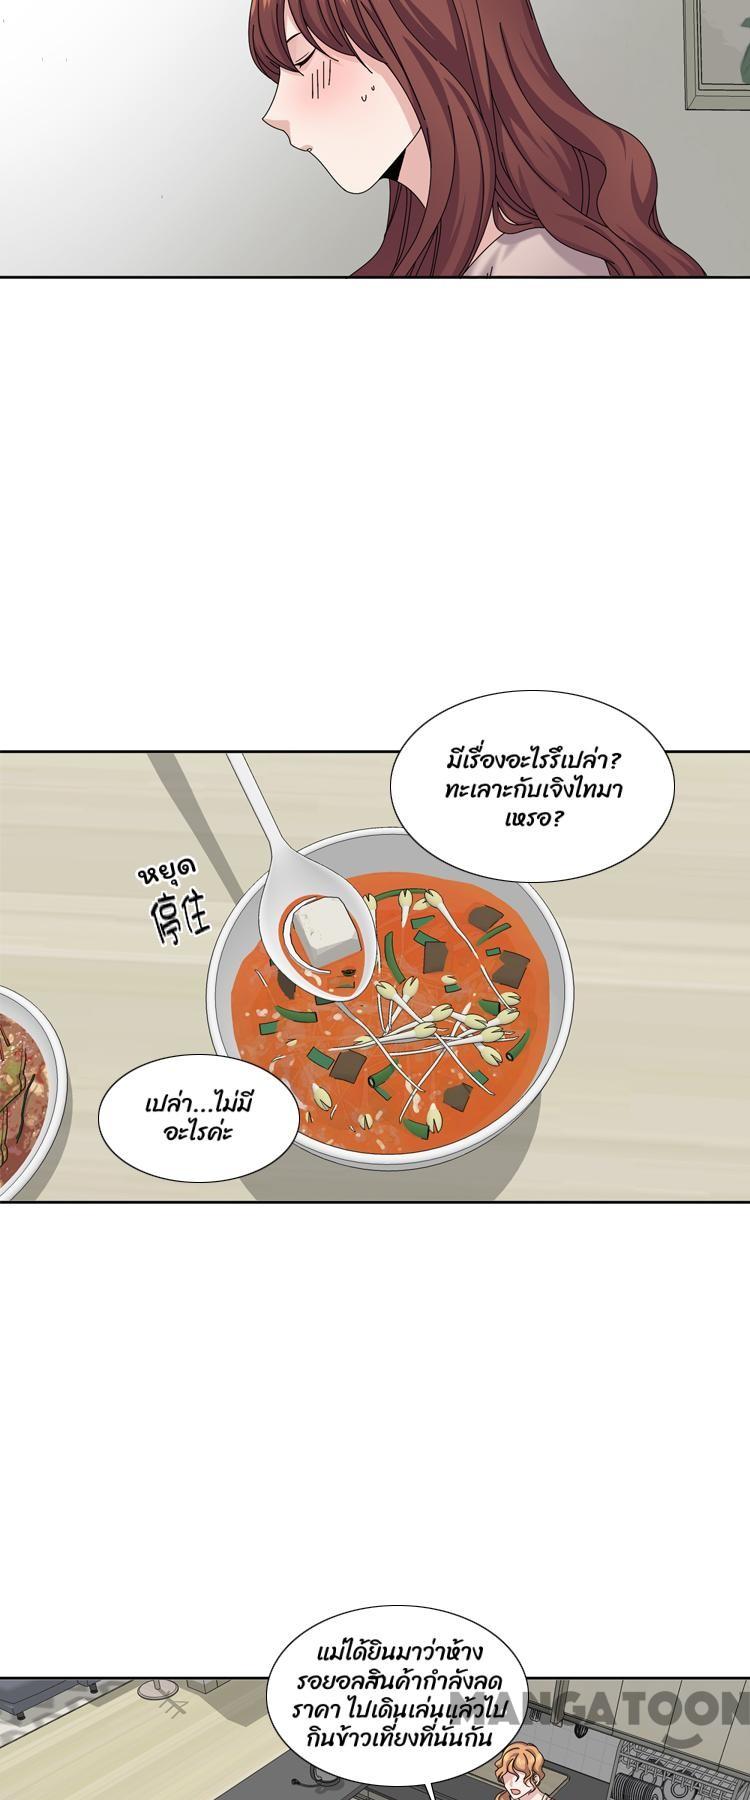 มีเรื่องอะไรรึเปล่า?
ทะเลาะกับเจิงไทมา
เหรอ?
หยุด
停住
เปล่า...ไม่มี
อะไรค่ะ
แม่ได้ยินมาว่าห้าง
รอยอลสินค้ากำลังลด
ราคา ไปเดินเล่นแล้วไป
กินข้าวเที่ยงที่นั่นกัน
MANGATOON